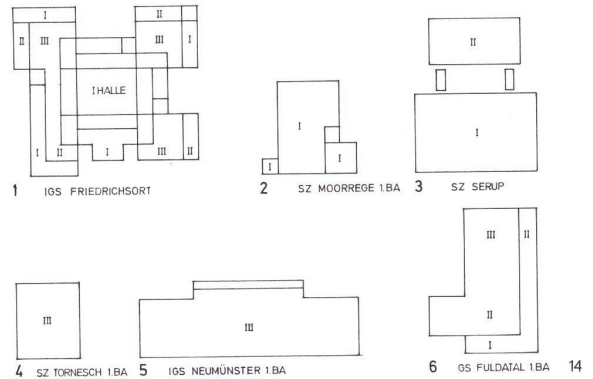 I
II
II
III
III
I
I HALLE
I
II
I
III
II
1 IGS FRIEDRICHSORT
I
I
I
2 SZ MOORREGE 1.BA
II
I
3 SZ SERUP
III
4 SZ TORNESCH 1.BA
III
5 IGS NEUMÜNSTER 1.BA
III
II
II
I
6 GS FULDATAL 1.BA
14